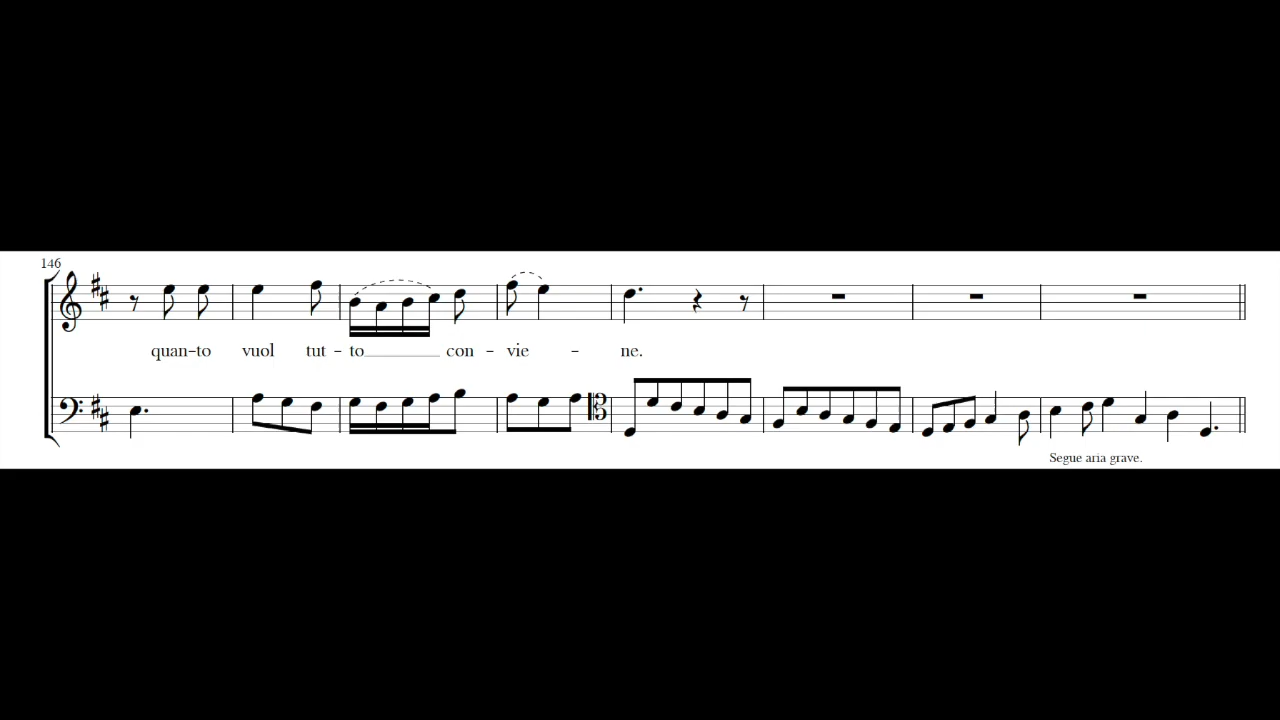 146
quan-to vuol tut - to con - vie - ne.
Segue aria grave.